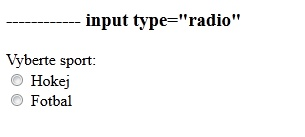 ------------ input type="radio"
Vyberte sport:
Hokej
Fotbal